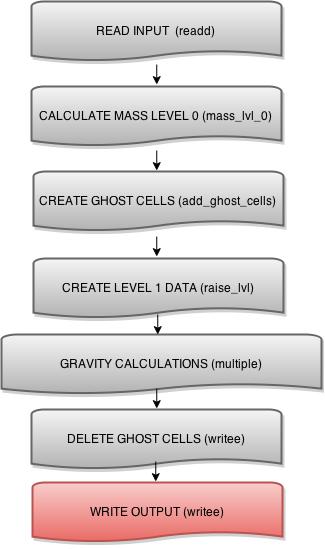 READ INPUT (readd)
CALCULATE MASS LEVEL 0 (mass_lvl_0)
CREATE GHOST CELLS (add_ghost_cells)
CREATE LEVEL 1 DATA (raise_lvl)
GRAVITY CALCULATIONS (multiple)
DELETE GHOST CELLS (writee)
WRITE OUTPUT (writee)